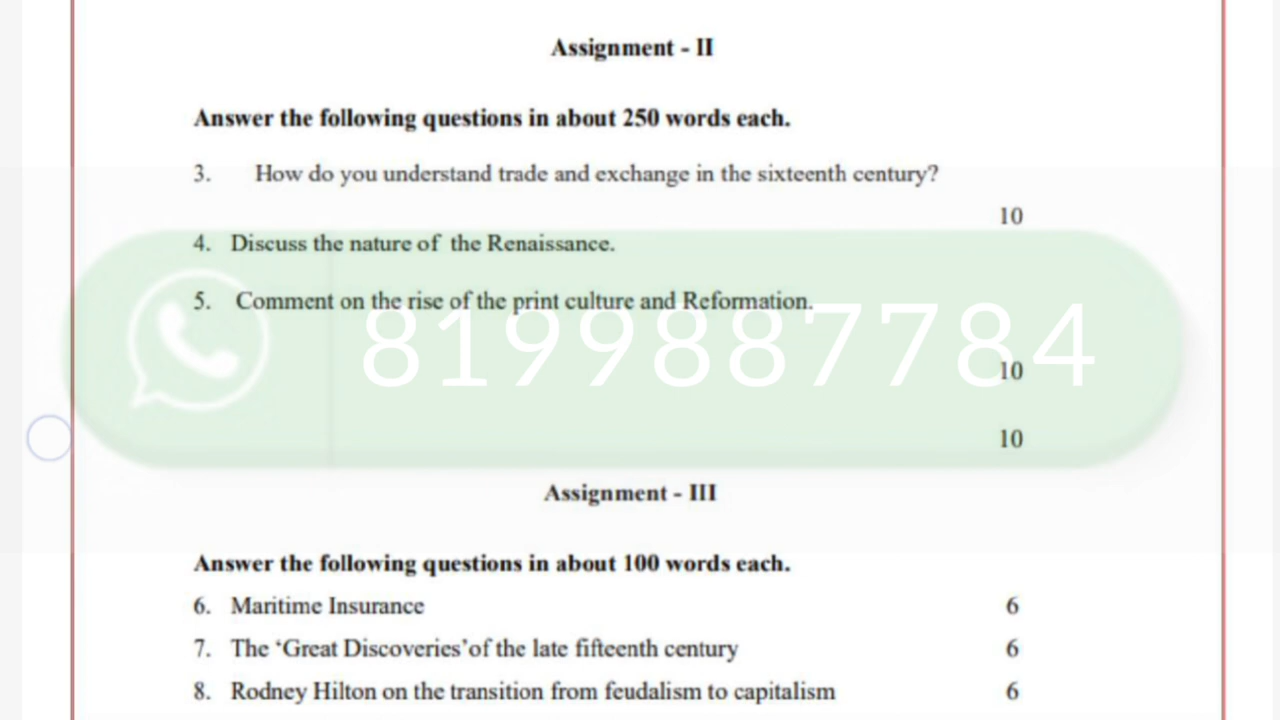 Assignment - II
Answer the following questions in about 250 words each.
3. How do you understand trade and exchange in the sixteenth century?
10
4. Discuss the nature of the Renaissance.
5. Comment on the rise of the print culture and Reformation.
8199887784
10
10
Assignment - III
Answer the following questions in about 100 words each.
6. Maritime Insurance 6
7. The ‘Great Discoveries’of the late fifteenth century 6
8. Rodney Hilton on the transition from feudalism to capitalism 6